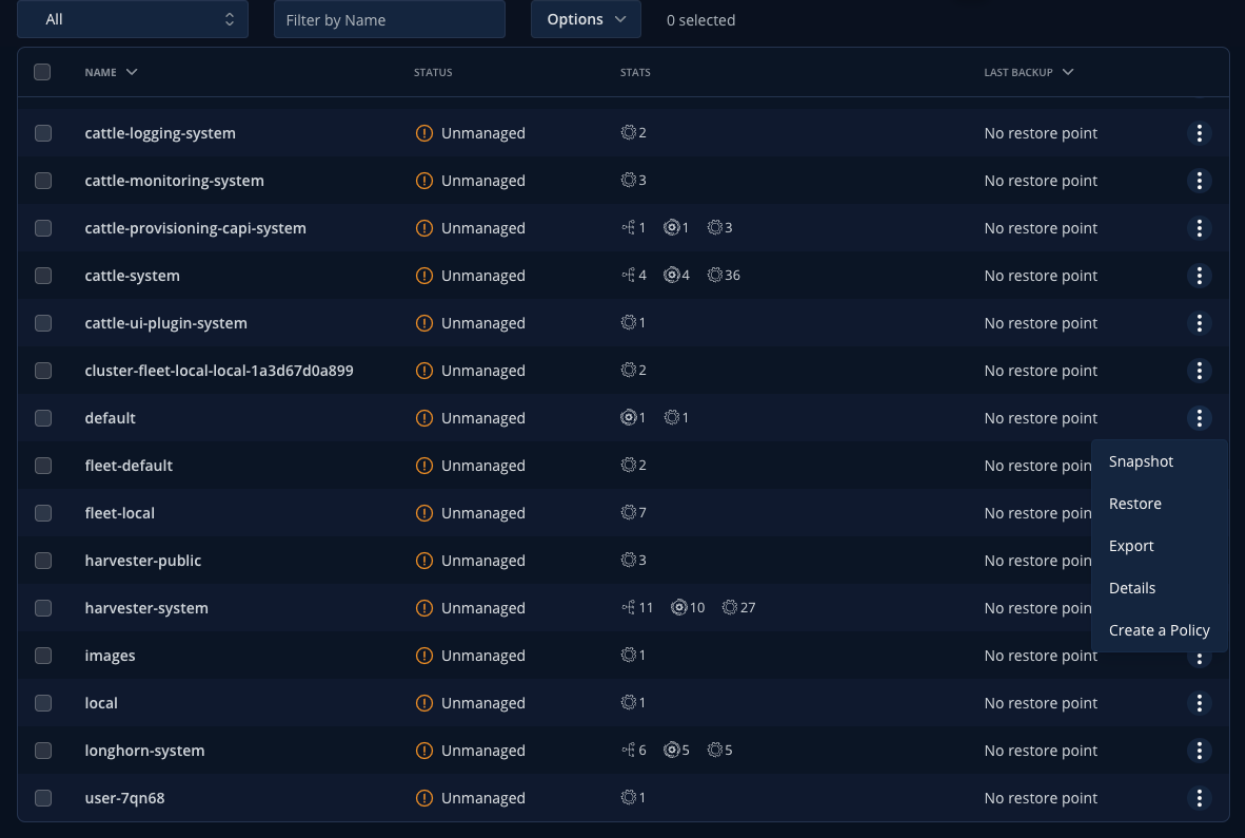 All Filter by Name Options 0 selected
NAME STATUS STATS LAST BACKUP
cattle-logging-system Unmanaged 2 No restore point
cattle-monitoring-system Unmanaged 3 No restore point
cattle-provisioning-capi-system Unmanaged 1 1 3 No restore point
cattle-system Unmanaged 4 4 36 No restore point
cattle-ui-plugin-system Unmanaged 1 No restore point
cluster-fleet-local-local-1a3d67d0a899 Unmanaged 2 No restore point
default Unmanaged 1 1 No restore point
fleet-default Unmanaged 2 No restore poin
Snapshot
fleet-local Unmanaged 7 No restore poin
Restore
harvester-public Unmanaged 3 No restore poin
Export
harvester-system Unmanaged 11 10 27 No restore poin
Details
Create a Policy
images Unmanaged 1 No restore point
local Unmanaged 1 No restore point
longhorn-system Unmanaged 6 5 5 No restore point
user-7qn68 Unmanaged 1 No restore point